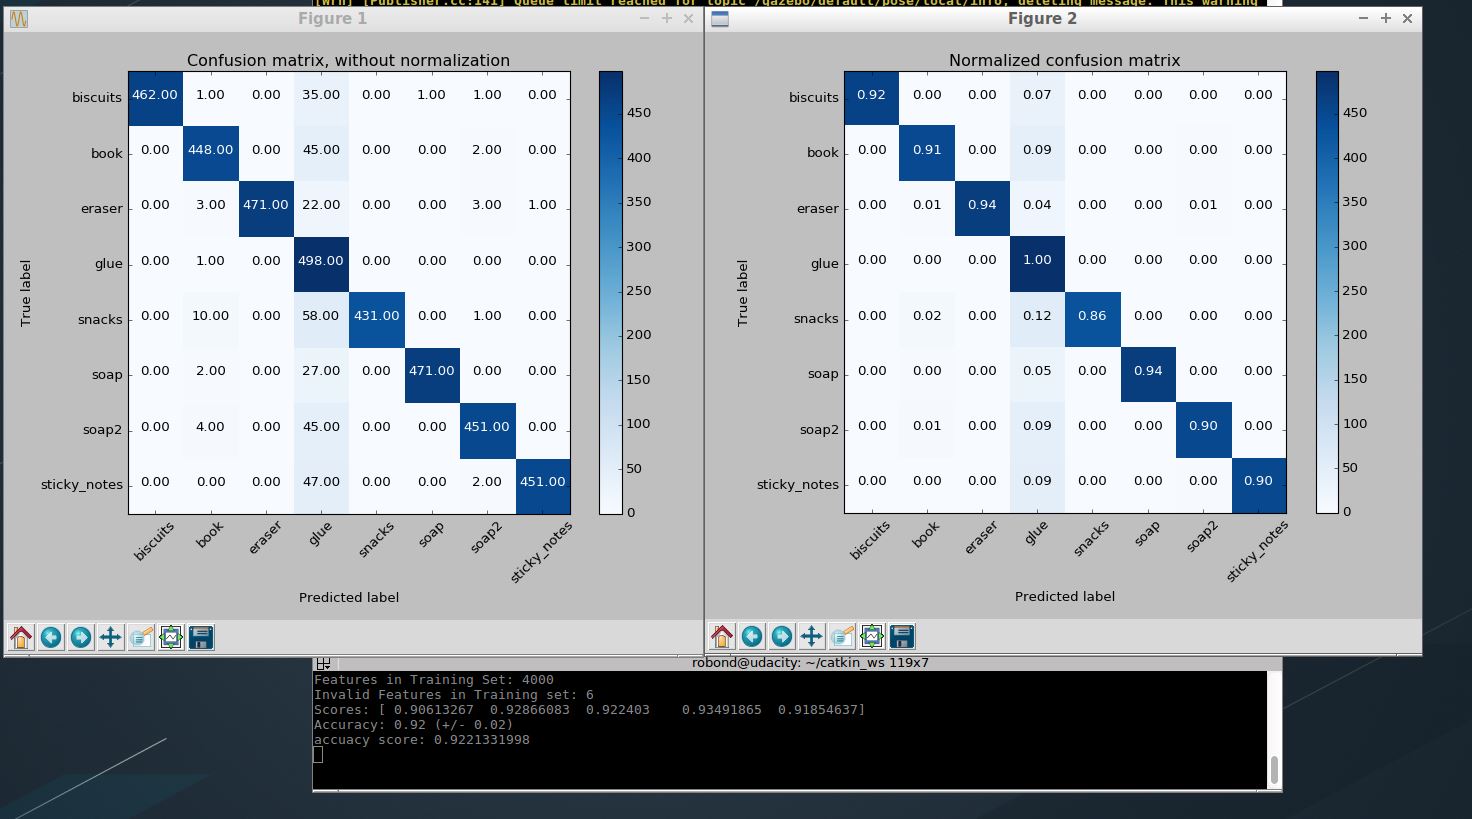 [Wrn] [Publisher.cc:141] Queue limit reached for topic /gazebo/default/pose/local/info, deleting message. This warning
Figure 1
Confusion matrix, without normalization
biscuits 462.00 1.00 0.00 35.00 0.00 1.00 1.00 0.00
book 0.00 448.00 0.00 45.00 0.00 0.00 2.00 0.00
eraser 0.00 3.00 471.00 22.00 0.00 0.00 3.00 1.00
glue 0.00 1.00 0.00 498.00 0.00 0.00 0.00 0.00
snacks 0.00 10.00 0.00 58.00 431.00 0.00 1.00 0.00
soap 0.00 2.00 0.00 27.00 0.00 471.00 0.00 0.00
soap2 0.00 4.00 0.00 45.00 0.00 0.00 451.00 0.00
sticky_notes 0.00 0.00 0.00 47.00 0.00 0.00 2.00 451.00
True label
biscuits book eraser glue snacks soap soap2 sticky_notes
Predicted label
450
400
350
300
250
200
150
100
50
0
Figure 2
Normalized confusion matrix
biscuits 0.92 0.00 0.00 0.07 0.00 0.00 0.00 0.00
book 0.00 0.91 0.00 0.09 0.00 0.00 0.00 0.00
eraser 0.00 0.01 0.94 0.04 0.00 0.00 0.01 0.00
glue 0.00 0.00 0.00 1.00 0.00 0.00 0.00 0.00
snacks 0.00 0.02 0.00 0.12 0.86 0.00 0.00 0.00
soap 0.00 0.00 0.00 0.05 0.00 0.94 0.00 0.00
soap2 0.00 0.01 0.00 0.09 0.00 0.00 0.90 0.00
sticky_notes 0.00 0.00 0.00 0.09 0.00 0.00 0.00 0.90
True label
biscuits book eraser glue snacks soap soap2 sticky_notes
Predicted label
450
400
350
300
250
200
150
100
50
0
robond@udacity: ~/catkin_ws 119x7
Features in Training Set: 4000
Invalid Features in Training set: 6
Scores: [ 0.90613267  0.92866083  0.922403    0.93491865  0.91854637]
Accuracy: 0.92 (+/- 0.02)
accuacy score: 0.9221331998